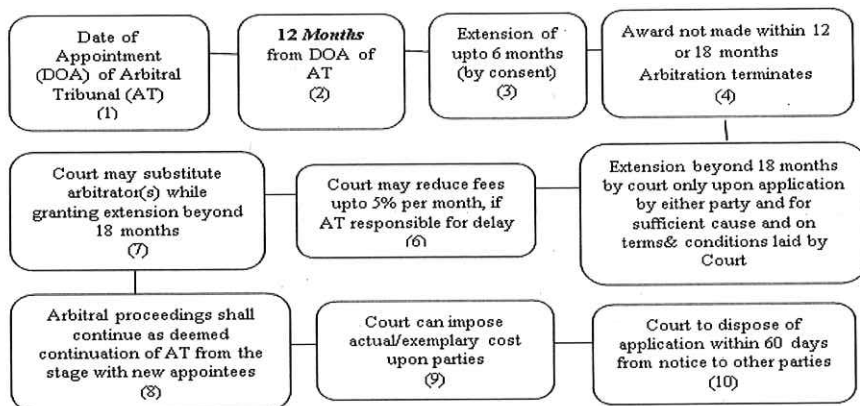 Date of
Appointment
(DOA) of Arbitral
Tribunal (AT)
(1)
12 Months
from DOA of
AT
(2)
Extension of
upto 6 months
(by consent)
(3)
Award not made within 12
or 18 months
Arbitration terminates
(4)
Extension beyond 18 months
by court only upon application
by either party and for
sufficient cause and on
terms& conditions laid by
Court
Court may reduce fees
upto 5% per month, if
AT responsible for delay
(6)
Court may substitute
arbitrator(s) while
granting extension beyond
18 months
(7)
Arbitral proceedings shall
continue as deemed
continuation of AT from the
stage with new appointees
(8)
Court can impose
actual/exemplary cost
upon parties
(9)
Court to dispose of
application within 60 days
from notice to other parties
(10)